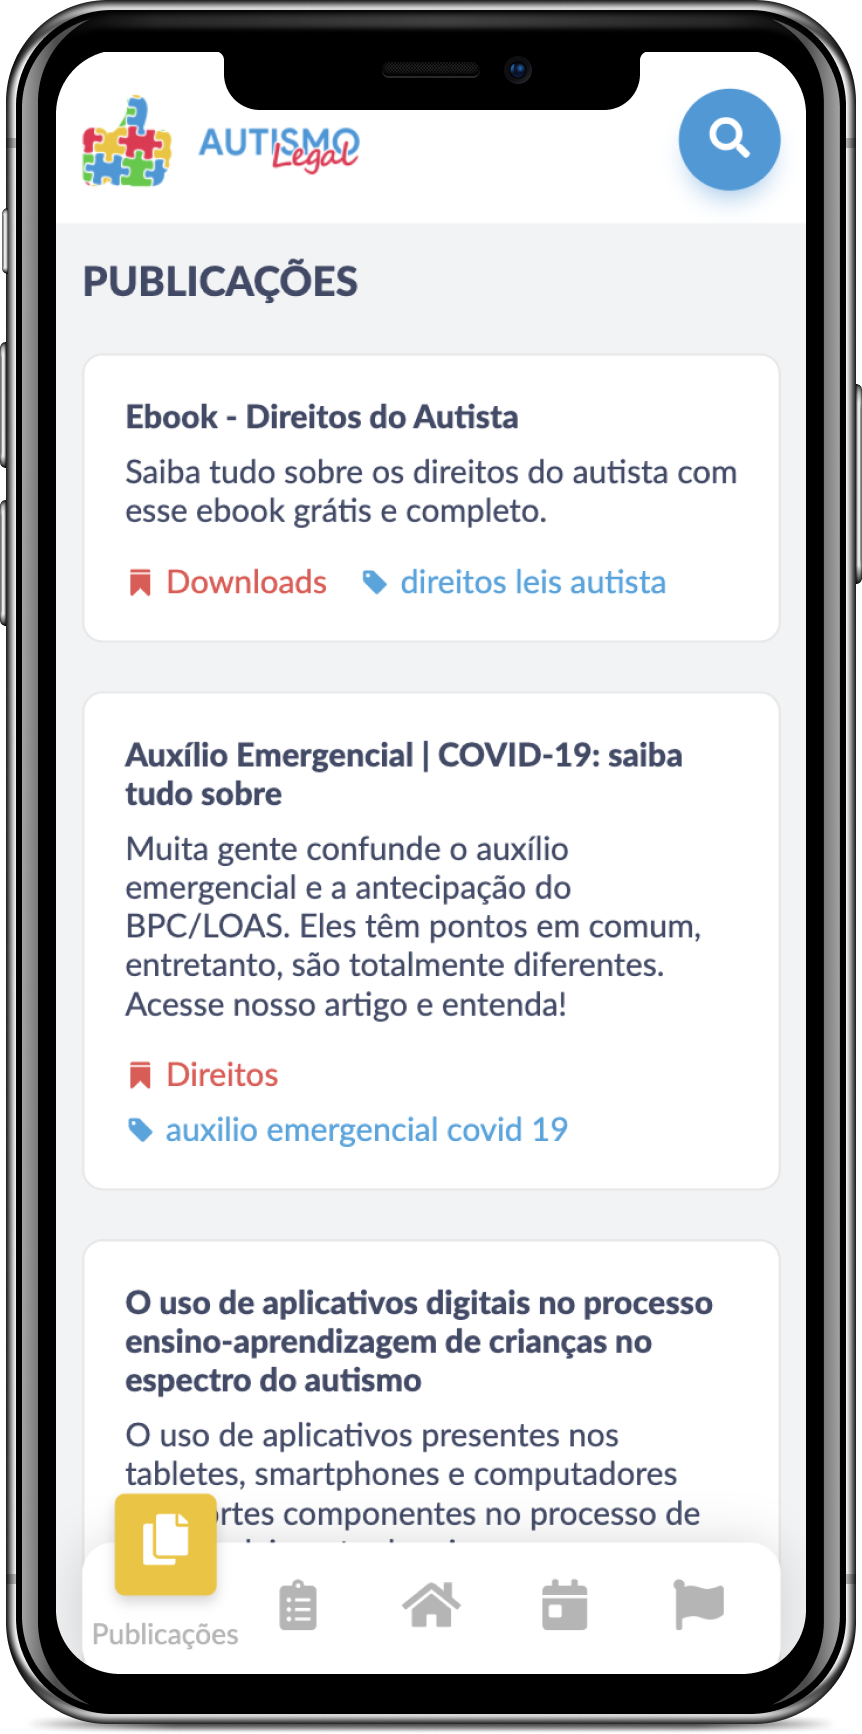 AUTISMO
Legal
PUBLICAÇÕES
Ebook - Direitos do Autista
Saiba tudo sobre os direitos do autista com
esse ebook grátis e completo.
Downloads direitos leis autista
Auxílio Emergencial | COVID-19: saiba
tudo sobre
Muita gente confunde o auxílio
emergencial e a antecipação do
BPC/LOAS. Eles têm pontos em comum,
entretanto, são totalmente diferentes.
Acesse nosso artigo e entenda!
Direitos
auxilio emergencial covid 19
O uso de aplicativos digitais no processo
ensino-aprendizagem de crianças no
espectro do autismo
O uso de aplicativos presentes nos
tabletes, smartphones e computadores
componentes no processo de
Publicações